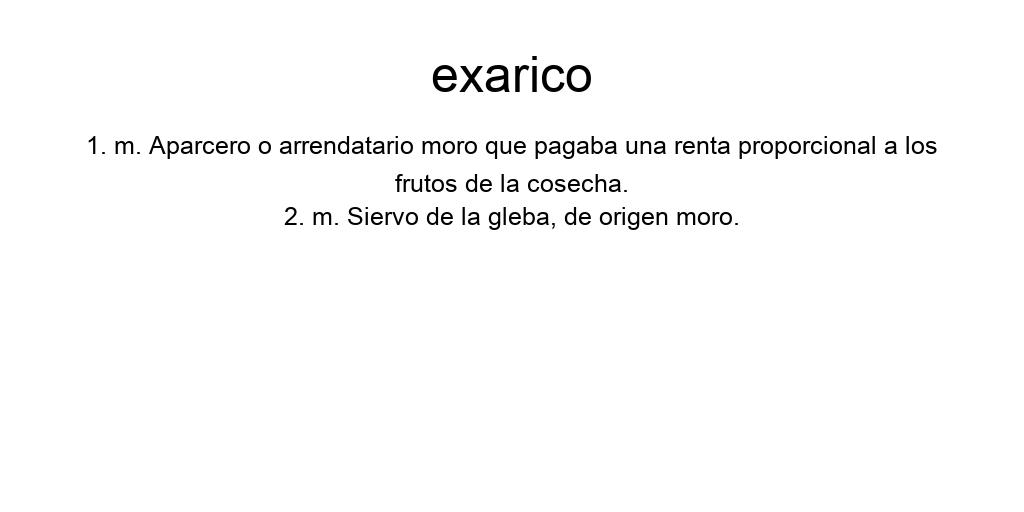 exarico
1. m. Aparcero o arrendatario moro que pagaba una renta proporcional a los
frutos de la cosecha.
2. m. Siervo de la gleba, de origen moro.